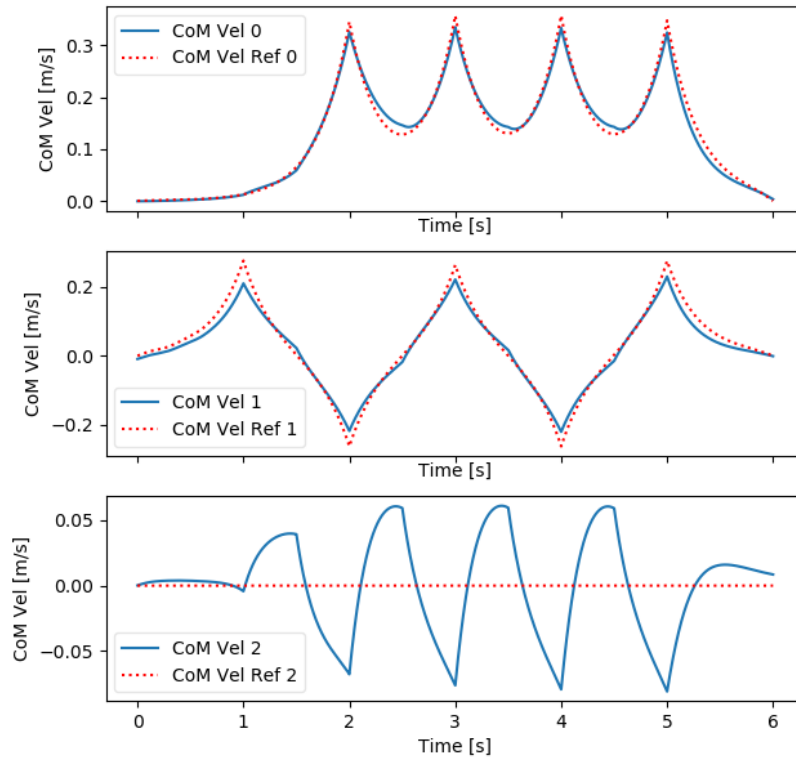 CoM Vel [m/s]
0.3
0.2
0.1
0.0
CoM Vel 0
CoM Vel Ref 0
Time [s]
CoM Vel [m/s]
0.2
0.0
−0.2
CoM Vel 1
CoM Vel Ref 1
Time [s]
CoM Vel [m/s]
0.05
0.00
−0.05
CoM Vel 2
CoM Vel Ref 2
0 1 2 3 4 5 6
Time [s]